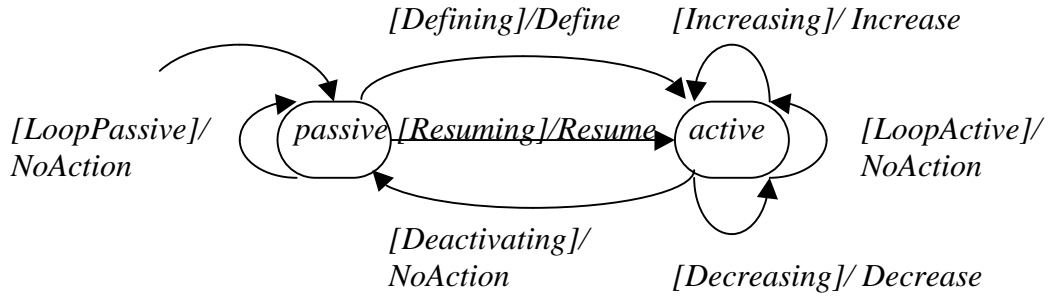 [Defining]/Define
[Increasing]/ Increase
[LoopPassive]/
NoAction
passive
[Resuming]/Resume
active
[LoopActive]/
NoAction
[Deactivating]/
NoAction
[Decreasing]/ Decrease